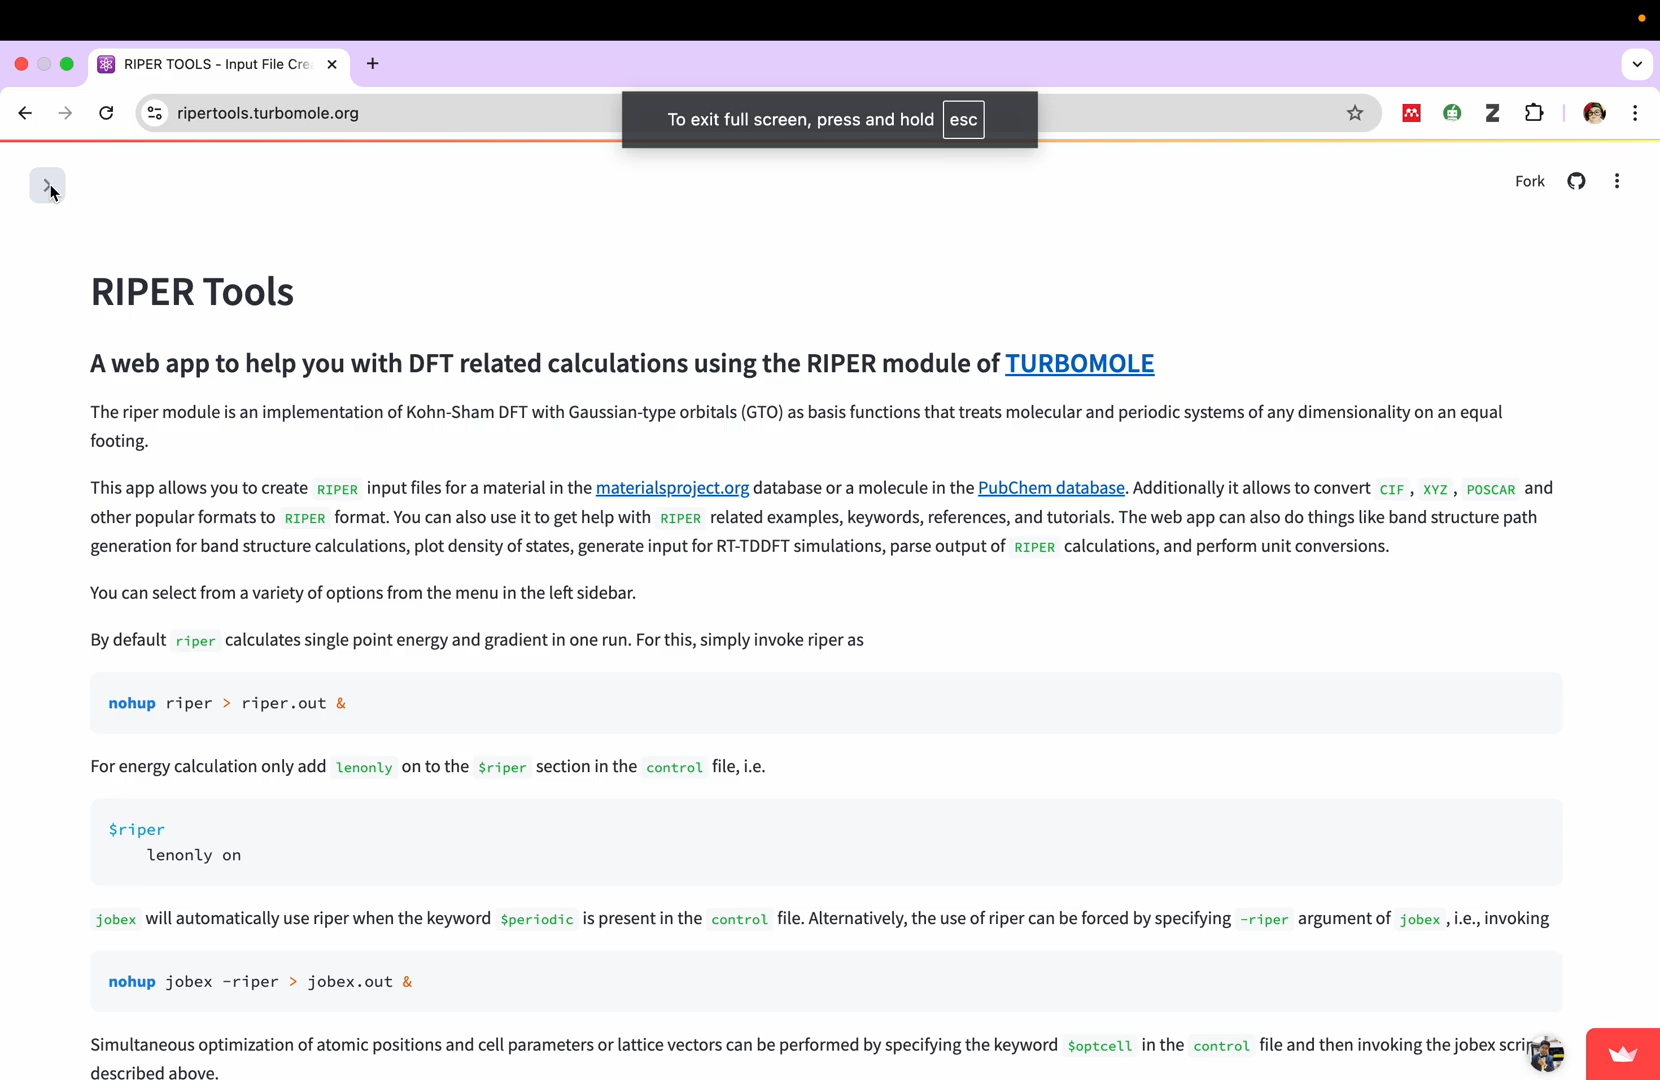 RIPER TOOLS - Input File Cre
ripertools.turbomole.org
To exit full screen, press and hold esc
Fork
RIPER Tools
A web app to help you with DFT related calculations using the RIPER module of TURBOMOLE
The riper module is an implementation of Kohn-Sham DFT with Gaussian-type orbitals (GTO) as basis functions that treats molecular and periodic systems of any dimensionality on an equal
footing.
This app allows you to create RIPER input files for a material in the materialsproject.org database or a molecule in the PubChem database. Additionally it allows to convert CIF , XYZ , POSCAR and
other popular formats to RIPER format. You can also use it to get help with RIPER related examples, keywords, references, and tutorials. The web app can also do things like band structure path
generation for band structure calculations, plot density of states, generate input for RT-TDDFT simulations, parse output of RIPER calculations, and perform unit conversions.
You can select from a variety of options from the menu in the left sidebar.
By default riper calculates single point energy and gradient in one run. For this, simply invoke riper as
nohup riper > riper.out &
For energy calculation only add lenonly on to the $riper section in the control file, i.e.
$riper
lenonly on
jobex will automatically use riper when the keyword $periodic is present in the control file. Alternatively, the use of riper can be forced by specifying -riper argument of jobex , i.e., invoking
nohup jobex -riper > jobex.out &
Simultaneous optimization of atomic positions and cell parameters or lattice vectors can be performed by specifying the keyword $optcell in the control file and then invoking the jobex scrip
described above.